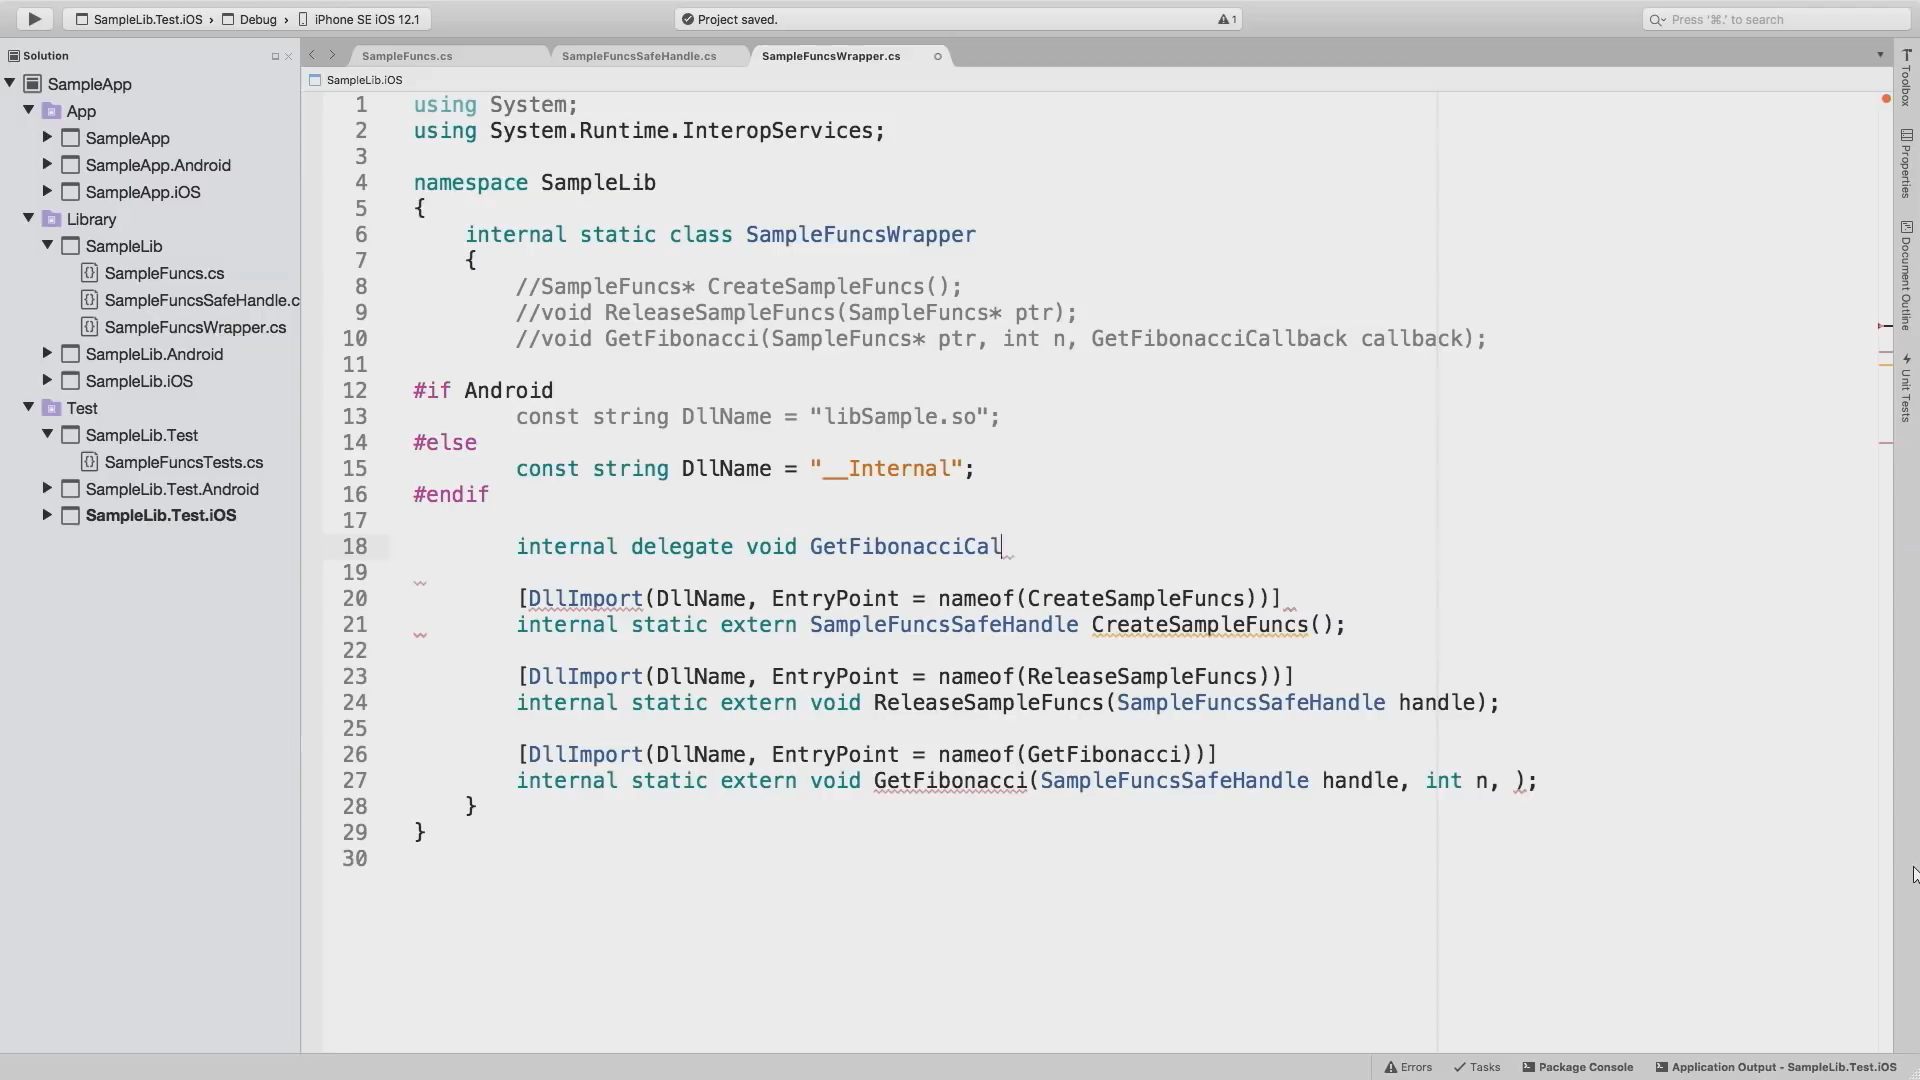 SampleLib.Test.iOS › Debug › iPhone SE iOS 12.1
Project saved.
1
Press '⌘.' to search
Solution
SampleFuncs.cs
SampleFuncsSafeHandle.cs
SampleFuncsWrapper.cs
SampleLib.iOS
SampleApp
App
SampleApp
SampleApp.Android
SampleApp.iOS
Library
SampleLib
SampleFuncs.cs
SampleFuncsSafeHandle.c
SampleFuncsWrapper.cs
SampleLib.Android
SampleLib.iOS
Test
SampleLib.Test
SampleFuncsTests.cs
SampleLib.Test.Android
SampleLib.Test.iOS
1 using System;
2 using System.Runtime.InteropServices;
3
4 namespace SampleLib
5 {
6 internal static class SampleFuncsWrapper
7 {
8 //SampleFuncs* CreateSampleFuncs();
9 //void ReleaseSampleFuncs(SampleFuncs* ptr);
10 //void GetFibonacci(SampleFuncs* ptr, int n, GetFibonacciCallback callback);
11
12 #if Android
13 const string DllName = "libSample.so";
14 #else
15 const string DllName = "__Internal";
16 #endif
17
18 internal delegate void GetFibonacciCal
19
20 [DllImport(DllName, EntryPoint = nameof(CreateSampleFuncs))]
21 internal static extern SampleFuncsSafeHandle CreateSampleFuncs();
22
23 [DllImport(DllName, EntryPoint = nameof(ReleaseSampleFuncs))]
24 internal static extern void ReleaseSampleFuncs(SampleFuncsSafeHandle handle);
25
26 [DllImport(DllName, EntryPoint = nameof(GetFibonacci))]
27 internal static extern void GetFibonacci(SampleFuncsSafeHandle handle, int n, );
28 }
29 }
30
Toolbox
Properties
Document Outline
Unit Tests
Errors
Tasks
Package Console
Application Output - SampleLib.Test.iOS